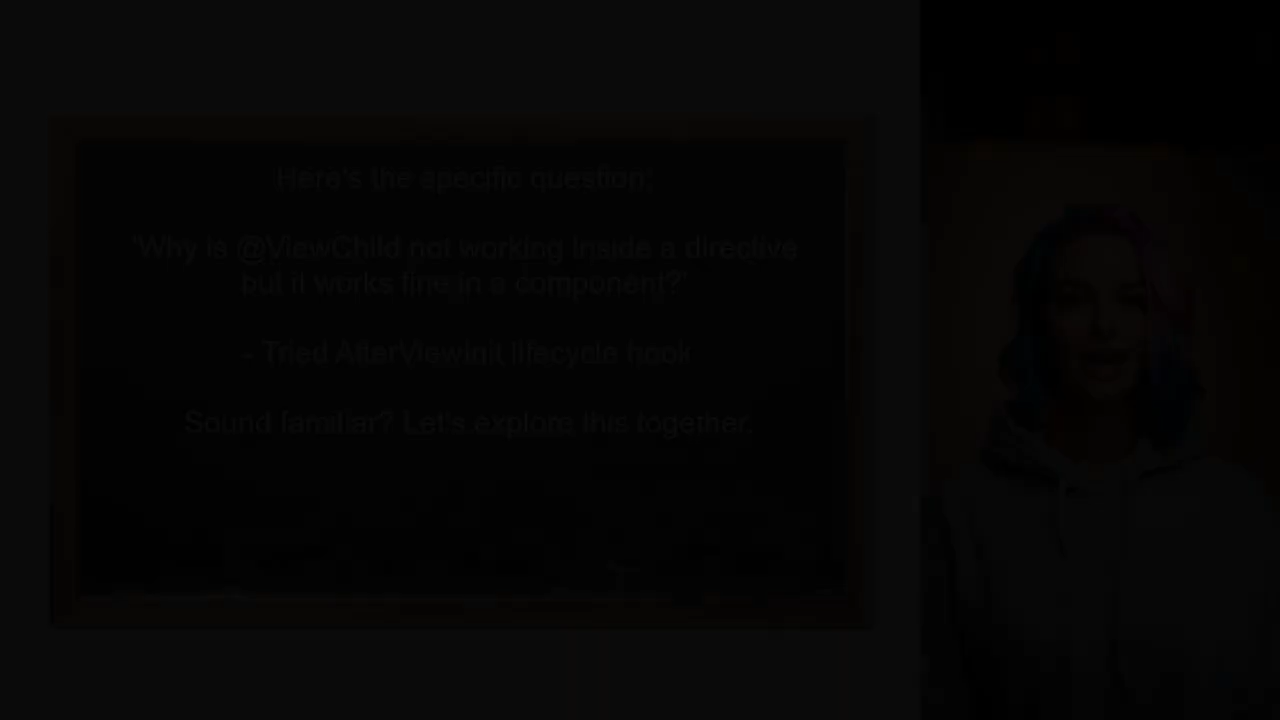 Here's the specific question:
'Why is @ViewChild not working inside a directive
but it works fine in a component?'
- Tried AfterViewInit lifecycle hook
Sound familiar? Let's explore this together.